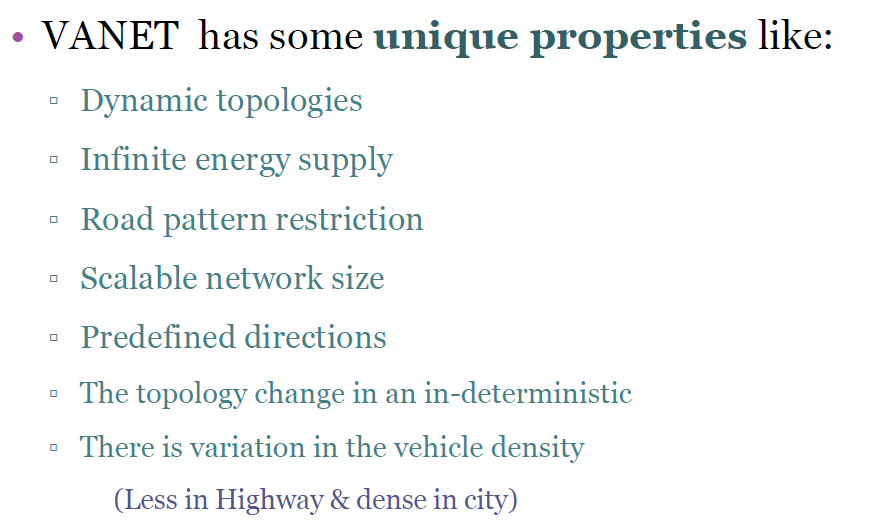 • VANET has some unique properties like:
▫ Dynamic topologies
▫ Infinite energy supply
▫ Road pattern restriction
▫ Scalable network size
▫ Predefined directions
▫ The topology change in an in-deterministic
▫ There is variation in the vehicle density
(Less in Highway & dense in city)